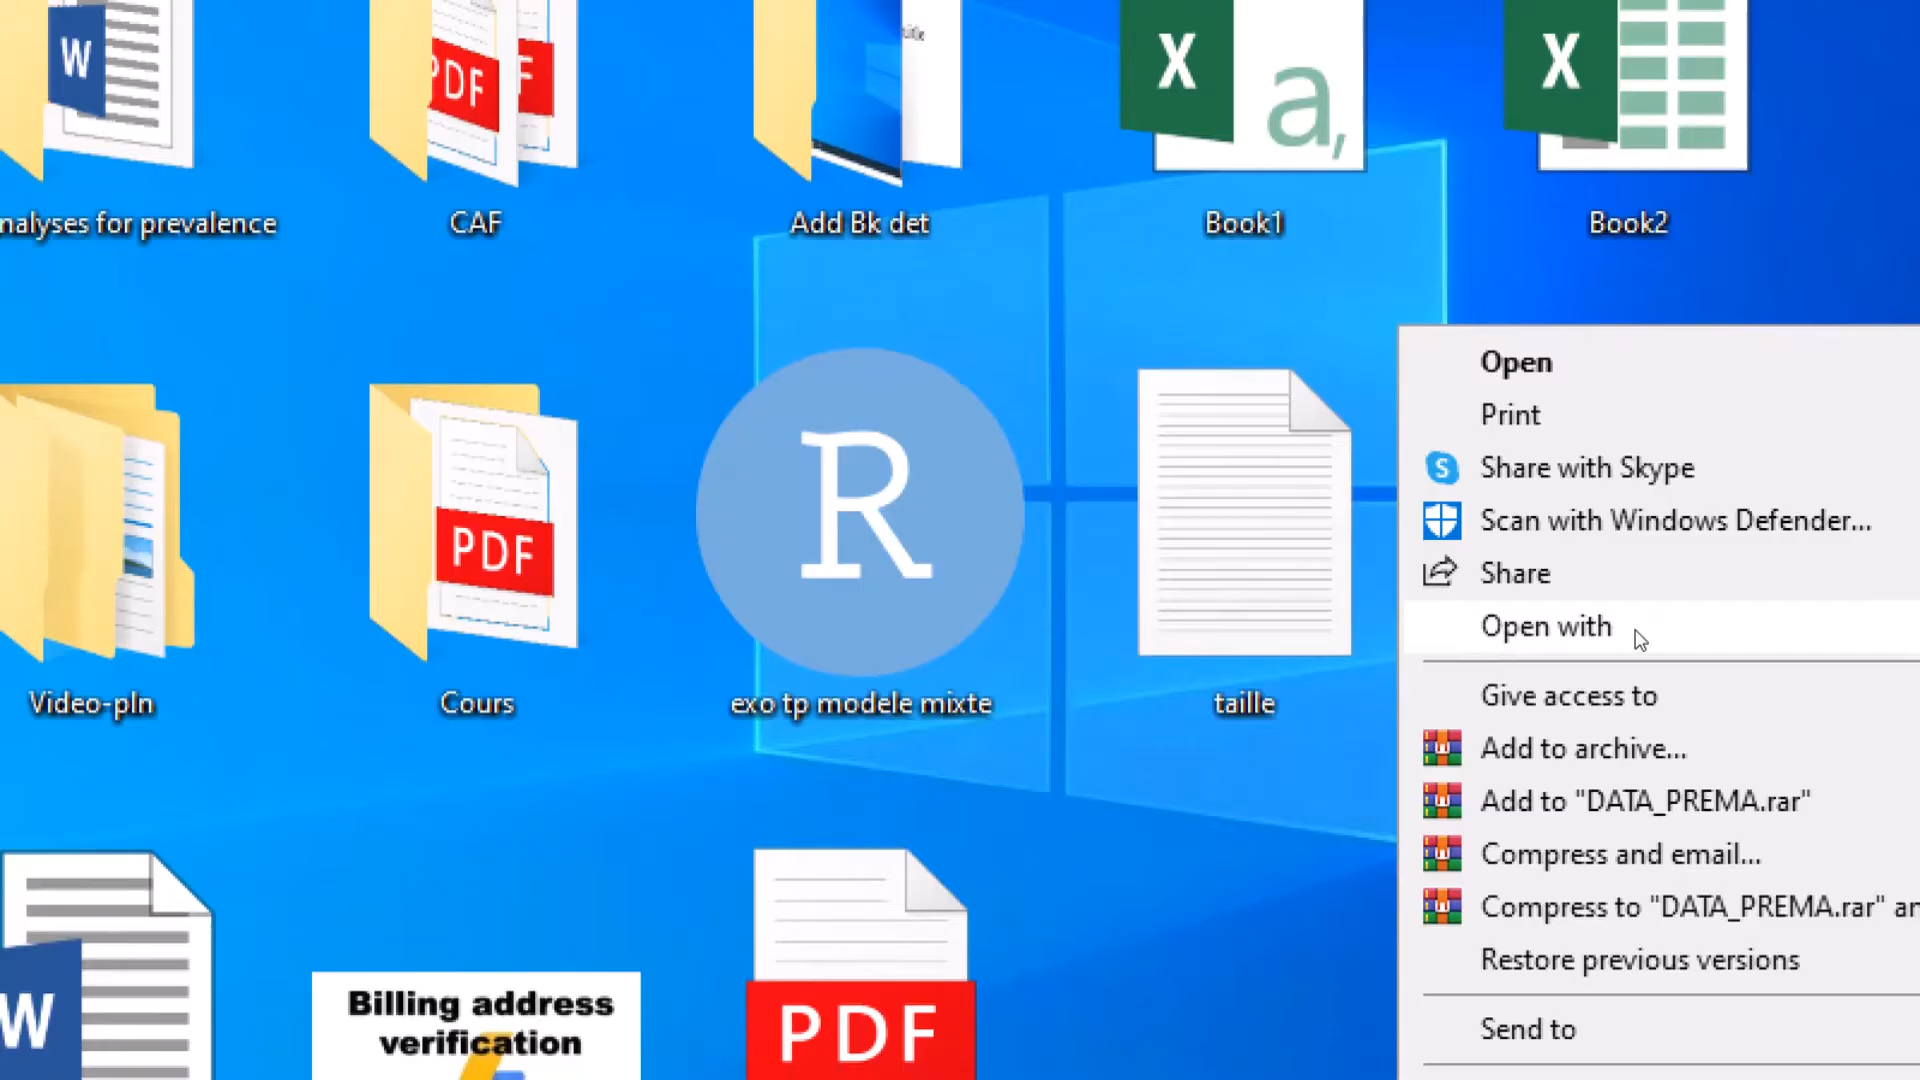 W
PDF
F
X
a,
X
nalyses for prevalence
CAF
Add Bk det
Book1
Book2
PDF
R
Video-pln
Cours
exo tp modele mixte
taille
Open
Print
S Share with Skype
Scan with Windows Defender...
Share
Open with
Give access to
Add to archive...
Add to "DATA_PREMA.rar"
Compress and email...
Compress to "DATA_PREMA.rar" an
Restore previous versions
Send to
W
Billing address
verification
PDF